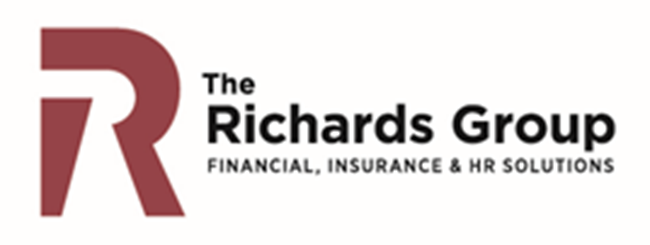 R
The
Richards Group
FINANCIAL, INSURANCE & HR SOLUTIONS